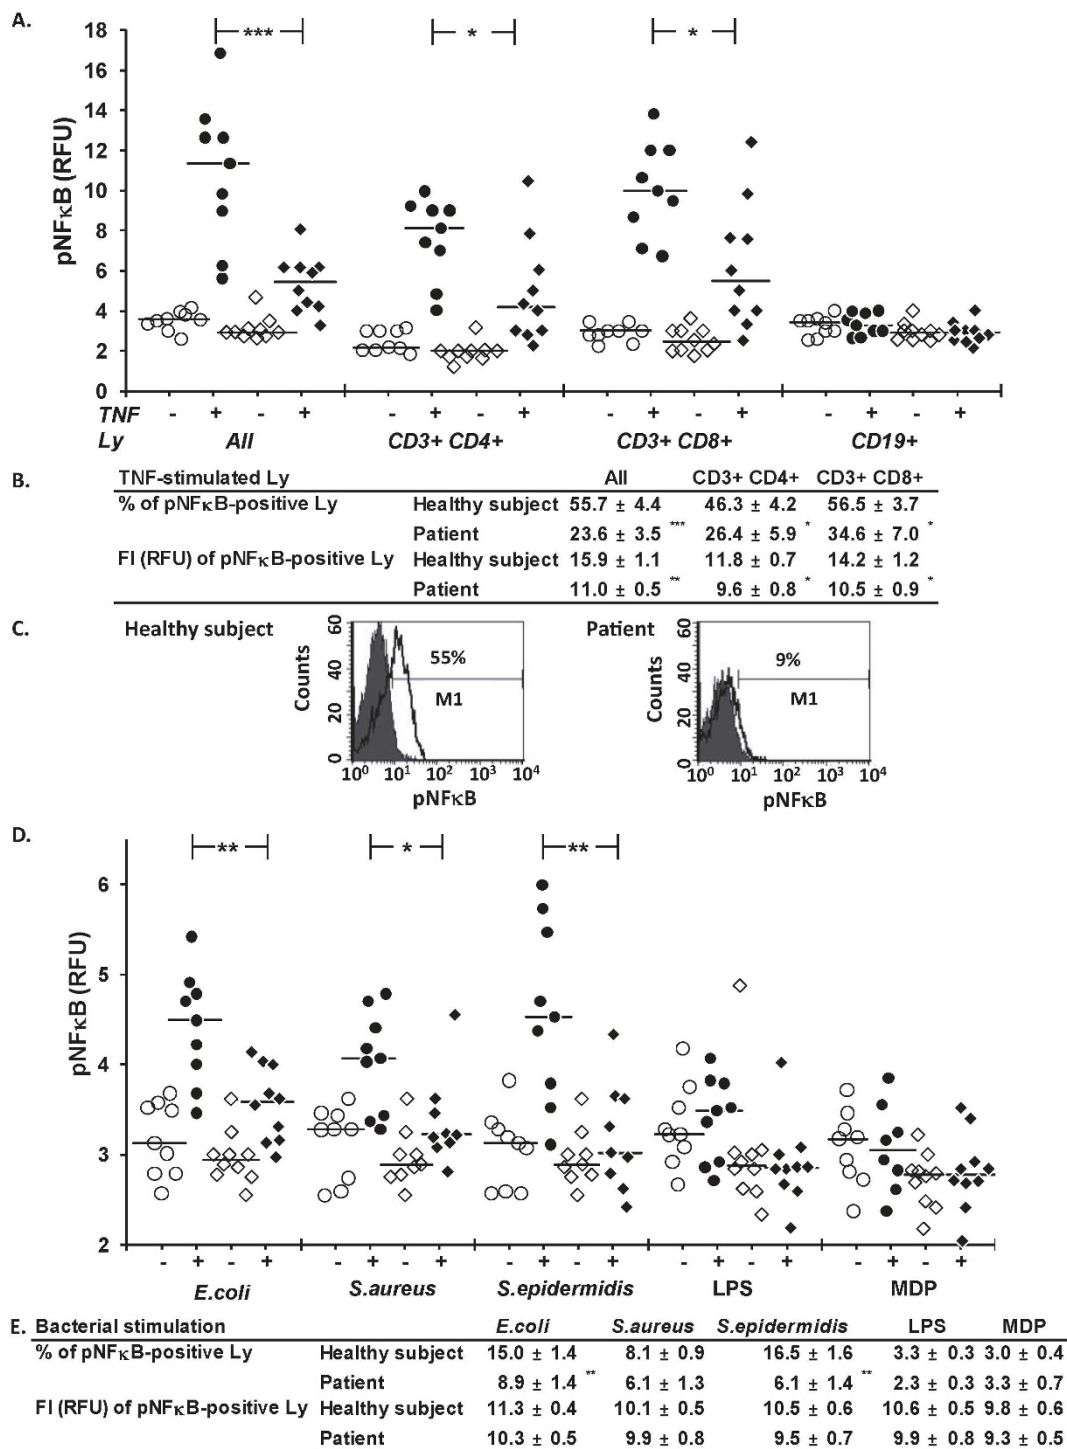 A.
18
16
14
12
10
8
6
4
2
0
pNFκB (RFU)
*** * *
TNF - + - + - + - + - + - + - + - +
Ly All CD3+ CD4+ CD3+ CD8+ CD19+
B. TNF-stimulated Ly All CD3+ CD4+ CD3+ CD8+
% of pNFκB-positive Ly Healthy subject 55.7 ± 4.4 46.3 ± 4.2 56.5 ± 3.7
Patient 23.6 ± 3.5 *** 26.4 ± 5.9 * 34.6 ± 7.0 *
FI (RFU) of pNFκB-positive Ly Healthy subject 15.9 ± 1.1 11.8 ± 0.7 14.2 ± 1.2
Patient 11.0 ± 0.5 ** 9.6 ± 0.8 * 10.5 ± 0.9 *
C. Healthy subject
60
40
20
0
Counts
55%
M1
10⁰ 10¹ 10² 10³ 10⁴
pNFκB
Patient
60
40
20
0
Counts
9%
M1
10⁰ 10¹ 10² 10³ 10⁴
pNFκB
D.
6
5
4
3
2
pNFκB (RFU)
** * **
- + - + - + - + - + - + - + - + - + - +
E.coli S.aureus S.epidermidis LPS MDP
E. Bacterial stimulation E.coli S.aureus S.epidermidis LPS MDP
% of pNFκB-positive Ly Healthy subject 15.0 ± 1.4 8.1 ± 0.9 16.5 ± 1.6 3.3 ± 0.3 3.0 ± 0.4
Patient 8.9 ± 1.4 ** 6.1 ± 1.3 6.1 ± 1.4 ** 2.3 ± 0.3 3.3 ± 0.7
FI (RFU) of pNFκB-positive Ly Healthy subject 11.3 ± 0.4 10.1 ± 0.5 10.5 ± 0.6 10.6 ± 0.5 9.8 ± 0.6
Patient 10.3 ± 0.5 9.9 ± 0.8 9.5 ± 0.7 9.9 ± 0.8 9.3 ± 0.5